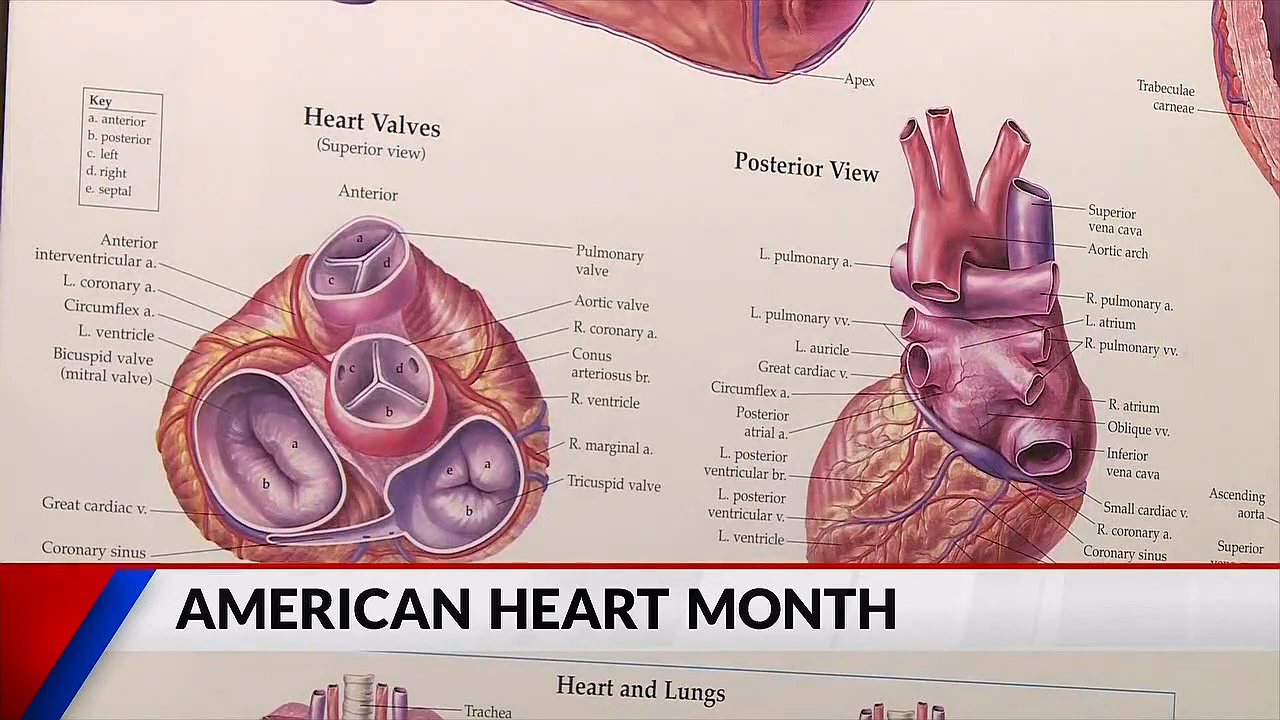 Apex
Trabeculae
carneae
Key
a. anterior
b. posterior
c. left
d. right
e. septal
Heart Valves
(Superior view)
Anterior
Anterior
interventricular a.
L. coronary a.
Circumflex a.
L. ventricle
Bicuspid valve
(mitral valve)
Great cardiac v.
Coronary sinus
a
d
c
c
d
b
a
b
e
a
b
Pulmonary
valve
Aortic valve
R. coronary a.
Conus
arteriosus br.
R. ventricle
R. marginal a.
Tricuspid valve
Posterior View
L. pulmonary a.
L. pulmonary vv.
L. auricle
Great cardiac v.
Circumflex a.
Posterior
atrial a.
L. posterior
ventricular br.
L. posterior
ventricular v.
L. ventricle
Superior
vena cava
Aortic arch
R. pulmonary a.
L. atrium
R. pulmonary vv.
R. atrium
Oblique vv.
Inferior
vena cava
Small cardiac v.
R. coronary a.
Coronary sinus
Ascending
aorta
Superior
AMERICAN HEART MONTH
Heart and Lungs
Trachea